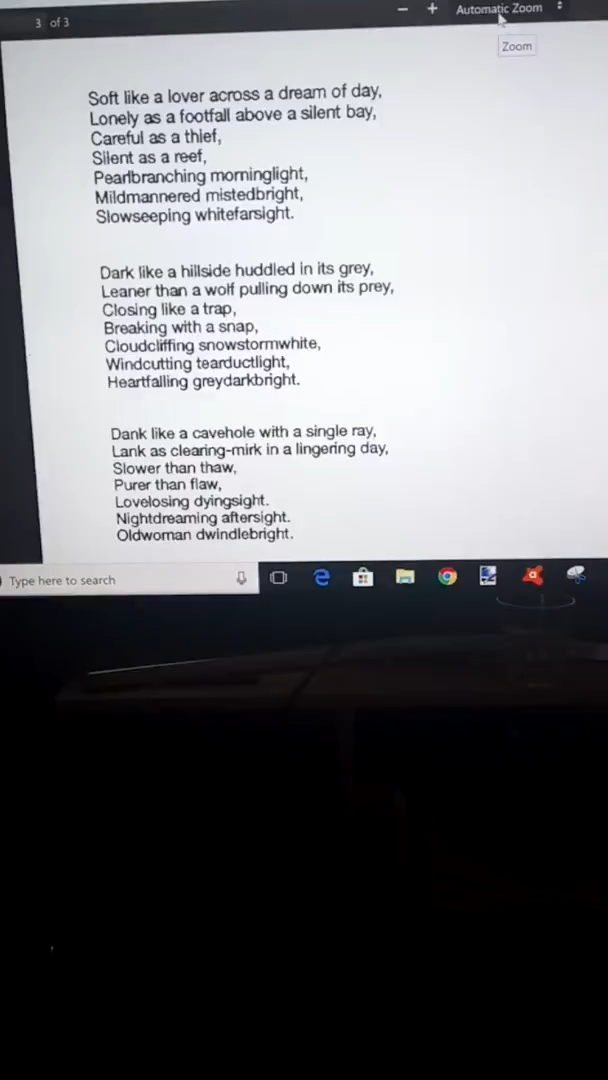 3 of 3
− + Automatic Zoom
Zoom
Soft like a lover across a dream of day,
Lonely as a footfall above a silent bay,
Careful as a thief,
Silent as a reef,
Pearlbranching morninglight,
Mildmannered mistedbright,
Slowseeping whitefarsight.
Dark like a hillside huddled in its grey,
Leaner than a wolf pulling down its prey,
Closing like a trap,
Breaking with a snap,
Cloudcliffing snowstormwhite,
Windcutting tearductlight,
Heartfalling greydarkbright.
Dank like a cavehole with a single ray,
Lank as clearing-mirk in a lingering day,
Slower than thaw,
Purer than flaw,
Lovelosing dyingsight.
Nightdreaming aftersight.
Oldwoman dwindlebright.
Type here to search